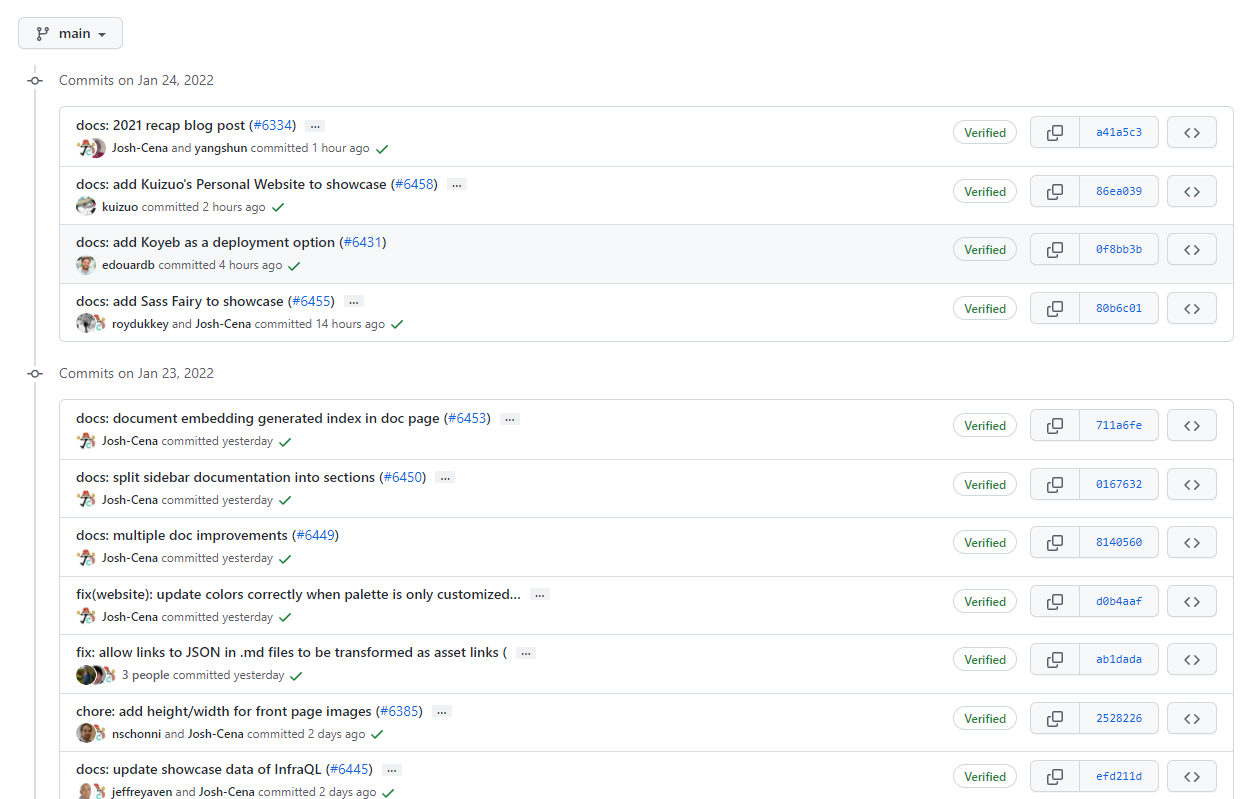 main
Commits on Jan 24, 2022
docs: 2021 recap blog post (#6334) ...
Verified a41a5c3
Josh-Cena and yangshun committed 1 hour ago
docs: add Kuizuo's Personal Website to showcase (#6458) ...
Verified 86ea039
kuizuo committed 2 hours ago
docs: add Koyeb as a deployment option (#6431)
Verified 0f8bb3b
edouardb committed 4 hours ago
docs: add Sass Fairy to showcase (#6455) ...
Verified 80b6c01
roydukkey and Josh-Cena committed 14 hours ago
Commits on Jan 23, 2022
docs: document embedding generated index in doc page (#6453) ...
Verified 711a6fe
Josh-Cena committed yesterday
docs: split sidebar documentation into sections (#6450) ...
Verified 0167632
Josh-Cena committed yesterday
docs: multiple doc improvements (#6449)
Verified 8140560
Josh-Cena committed yesterday
fix(website): update colors correctly when palette is only customized... ...
Verified d0b4aaf
Josh-Cena committed yesterday
fix: allow links to JSON in .md files to be transformed as asset links ( ...
Verified ab1dada
3 people committed yesterday
chore: add height/width for front page images (#6385) ...
Verified 2528226
nschonni and Josh-Cena committed 2 days ago
docs: update showcase data of InfraQL (#6445) ...
Verified efd211d
jeffreyaven and Josh-Cena committed 2 days ago